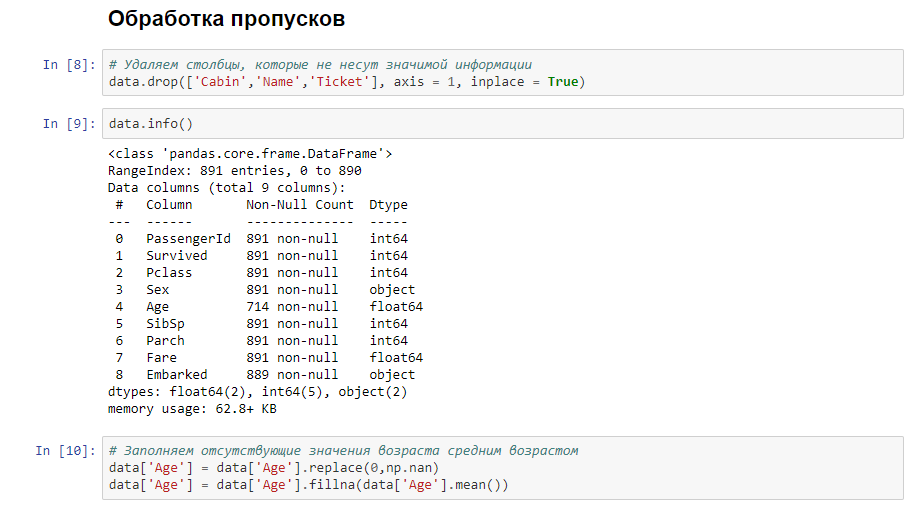 Обработка пропусков
In [8]: # Удаляем столбцы, которые не несут значимой информации
data.drop(['Cabin','Name','Ticket'], axis = 1, inplace = True)
In [9]: data.info()
<class 'pandas.core.frame.DataFrame'>
RangeIndex: 891 entries, 0 to 890
Data columns (total 9 columns):
 #   Column       Non-Null Count  Dtype
---  ------       --------------  -----
 0   PassengerId  891 non-null    int64
 1   Survived     891 non-null    int64
 2   Pclass       891 non-null    int64
 3   Sex          891 non-null    object
 4   Age          714 non-null    float64
 5   SibSp        891 non-null    int64
 6   Parch        891 non-null    int64
 7   Fare         891 non-null    float64
 8   Embarked     889 non-null    object
dtypes: float64(2), int64(5), object(2)
memory usage: 62.8+ KB
In [10]: # Заполняем отсутствующие значения возраста средним возрастом
data['Age'] = data['Age'].replace(0,np.nan)
data['Age'] = data['Age'].fillna(data['Age'].mean())